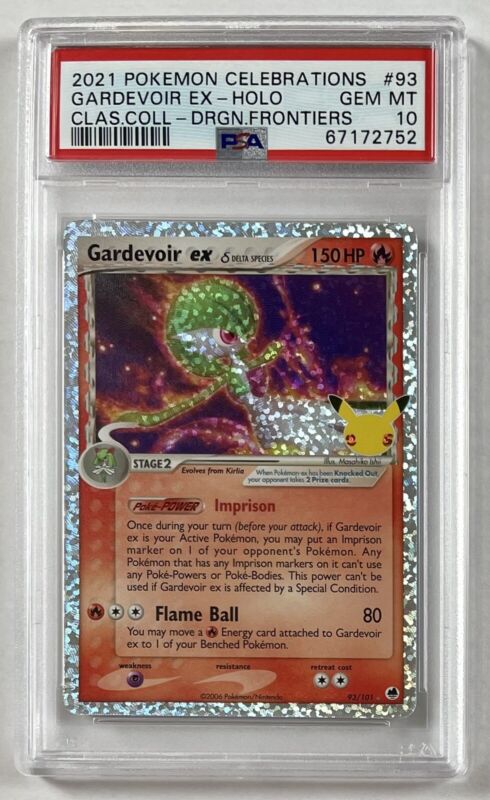 2021 POKEMON CELEBRATIONS #93
GARDEVOIR EX-HOLO GEM MT
CLAS.COLL-DRGN.FRONTIERS 10
PSA 67172752
Gardevoir ex δ DELTA SPECIES 150 HP
STAGE 2
Evolves from Kirlia
Illus. Masahiko Ishii
When Pokémon-ex has been Knocked Out, your opponent takes 2 Prize cards.
Poké-POWER Imprison
Once during your turn (before your attack), if Gardevoir
ex is your Active Pokémon, you may put an Imprison
marker on 1 of your opponent's Pokémon. Any
Pokémon that has any Imprison markers on it can't use
any Poké-Powers or Poké-Bodies. This power can't be
used if Gardevoir ex is affected by a Special Condition.
Flame Ball 80
You may move a Energy card attached to Gardevoir
ex to 1 of your Benched Pokémon.
weakness resistance retreat cost
©2006 Pokémon/Nintendo 93/101